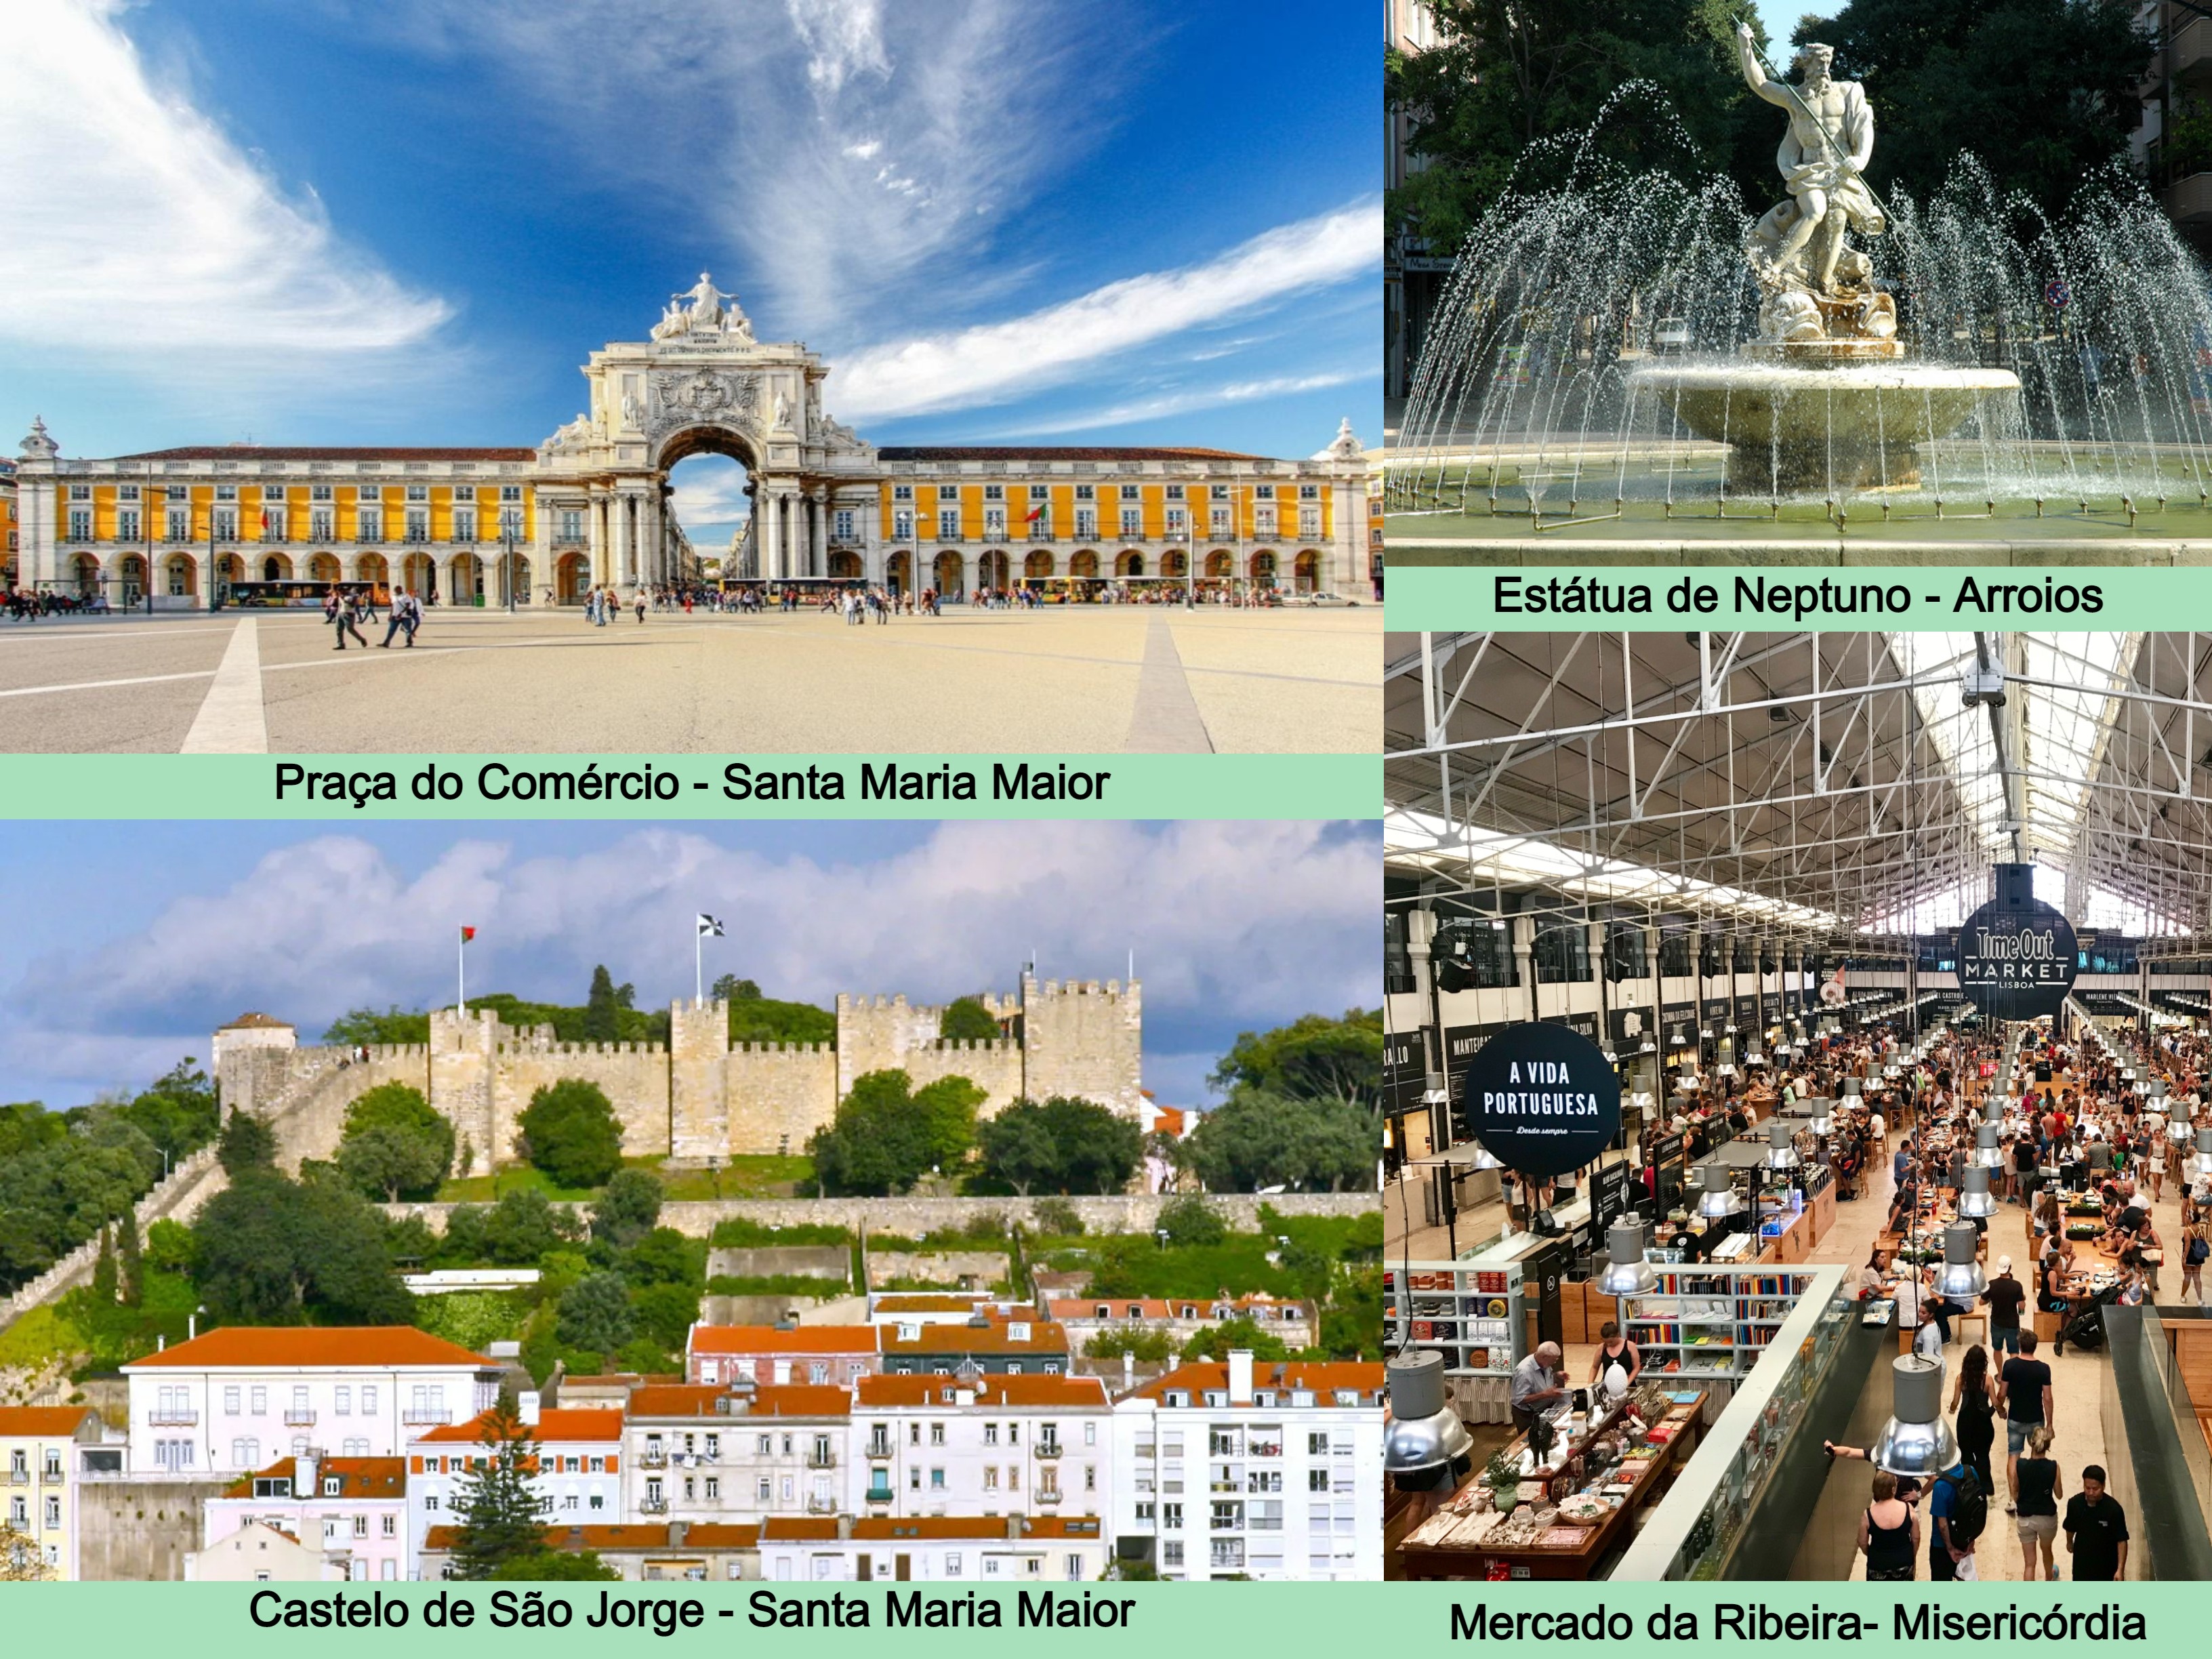 Praça do Comércio - Santa Maria Maior
Estátua de Neptuno - Arroios
Time Out
MARKET
LISBOA
A VIDA
PORTUGUESA
Desde sempre
Castelo de São Jorge - Santa Maria Maior
Mercado da Ribeira- Misericórdia